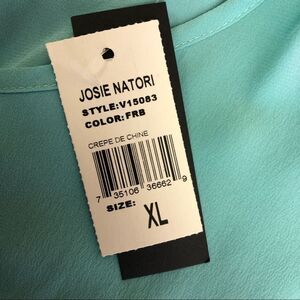 JOSIE NATORI
STYLE:V15083
COLOR:FRB
CREPE DE CHINE
7 35106 36662 9
SIZE: XL